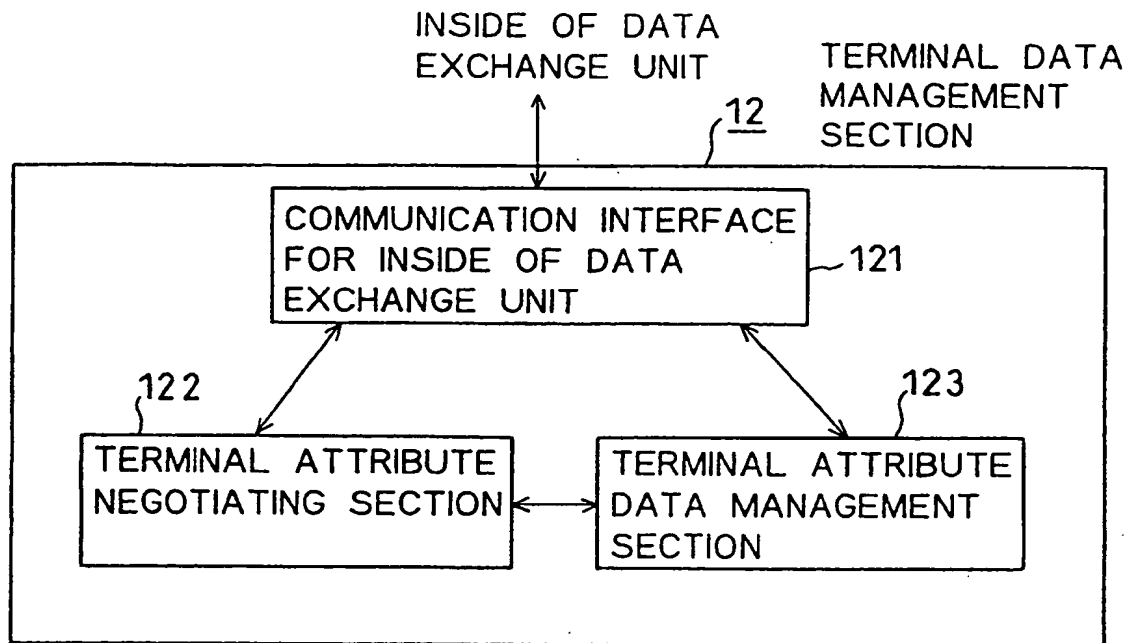 INSIDE OF DATA
EXCHANGE UNIT
TERMINAL DATA
MANAGEMENT
SECTION
12
COMMUNICATION INTERFACE
FOR INSIDE OF DATA
EXCHANGE UNIT
121
122
TERMINAL ATTRIBUTE
NEGOTIATING SECTION
123
TERMINAL ATTRIBUTE
DATA MANAGEMENT
SECTION